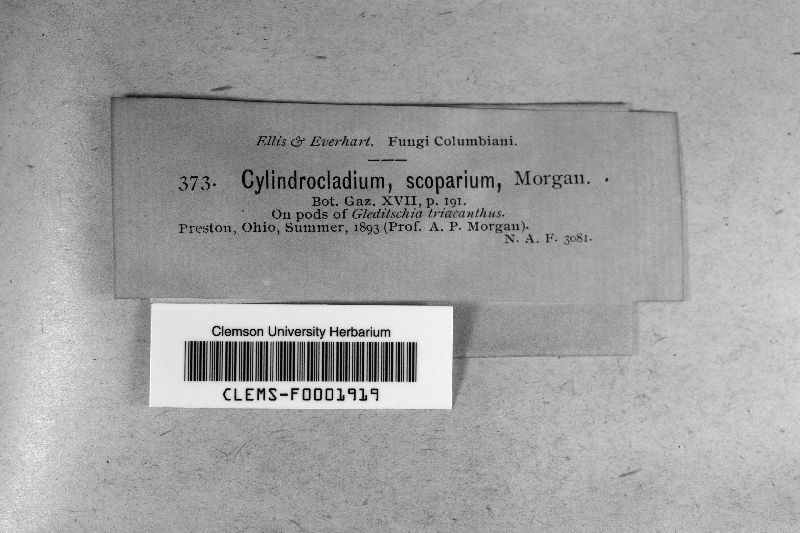 Ellis & Everhart. Fungi Columbiani.
373. Cylindrocladium, scoparium, Morgan.
Bot. Gaz. XVII, p. 191.
On pods of Gleditschia triacanthus.
Preston, Ohio, Summer, 1893 (Prof. A. P. Morgan).
N. A. F. 3081.
Clemson University Herbarium
CLEMS-F0001919